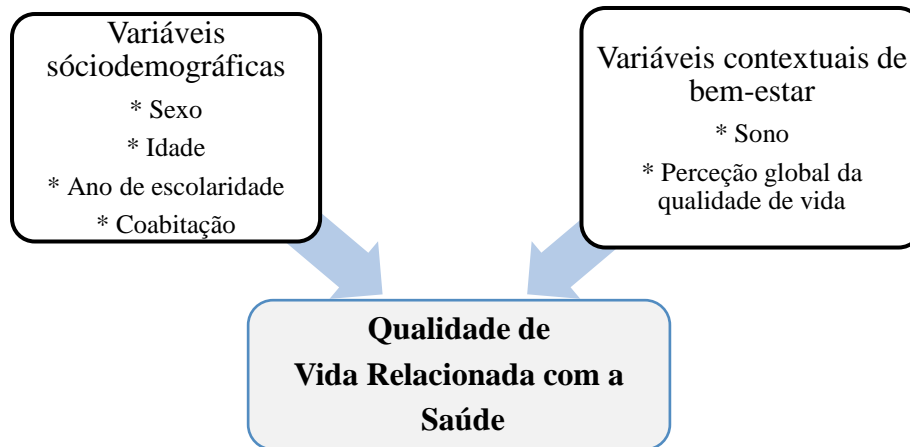 Variáveis
sóciodemográficas
* Sexo
* Idade
* Ano de escolaridade
* Coabitação
Variáveis contextuais de
bem-estar
* Sono
* Perceção global da
qualidade de vida
Qualidade de
Vida Relacionada com a
Saúde